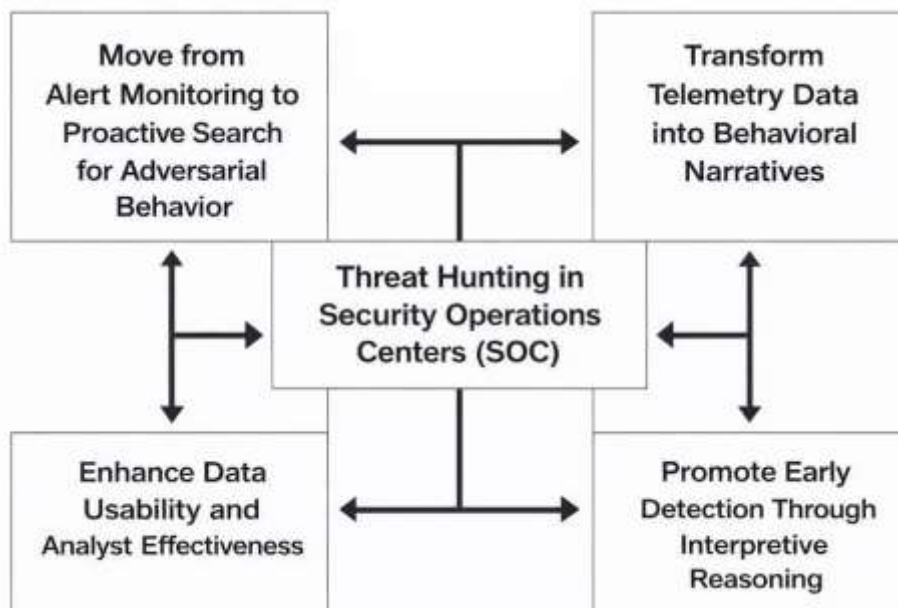 Move from
Alert Monitoring to
Proactive Search
for Adversarial
Behavior
Transform
Telemetry Data
into Behavioral
Narratives
Threat Hunting in
Security Operations
Centers (SOC)
Enhance Data
Usability and
Analyst Effectiveness
Promote Early
Detection Through
Interpretive
Reasoning